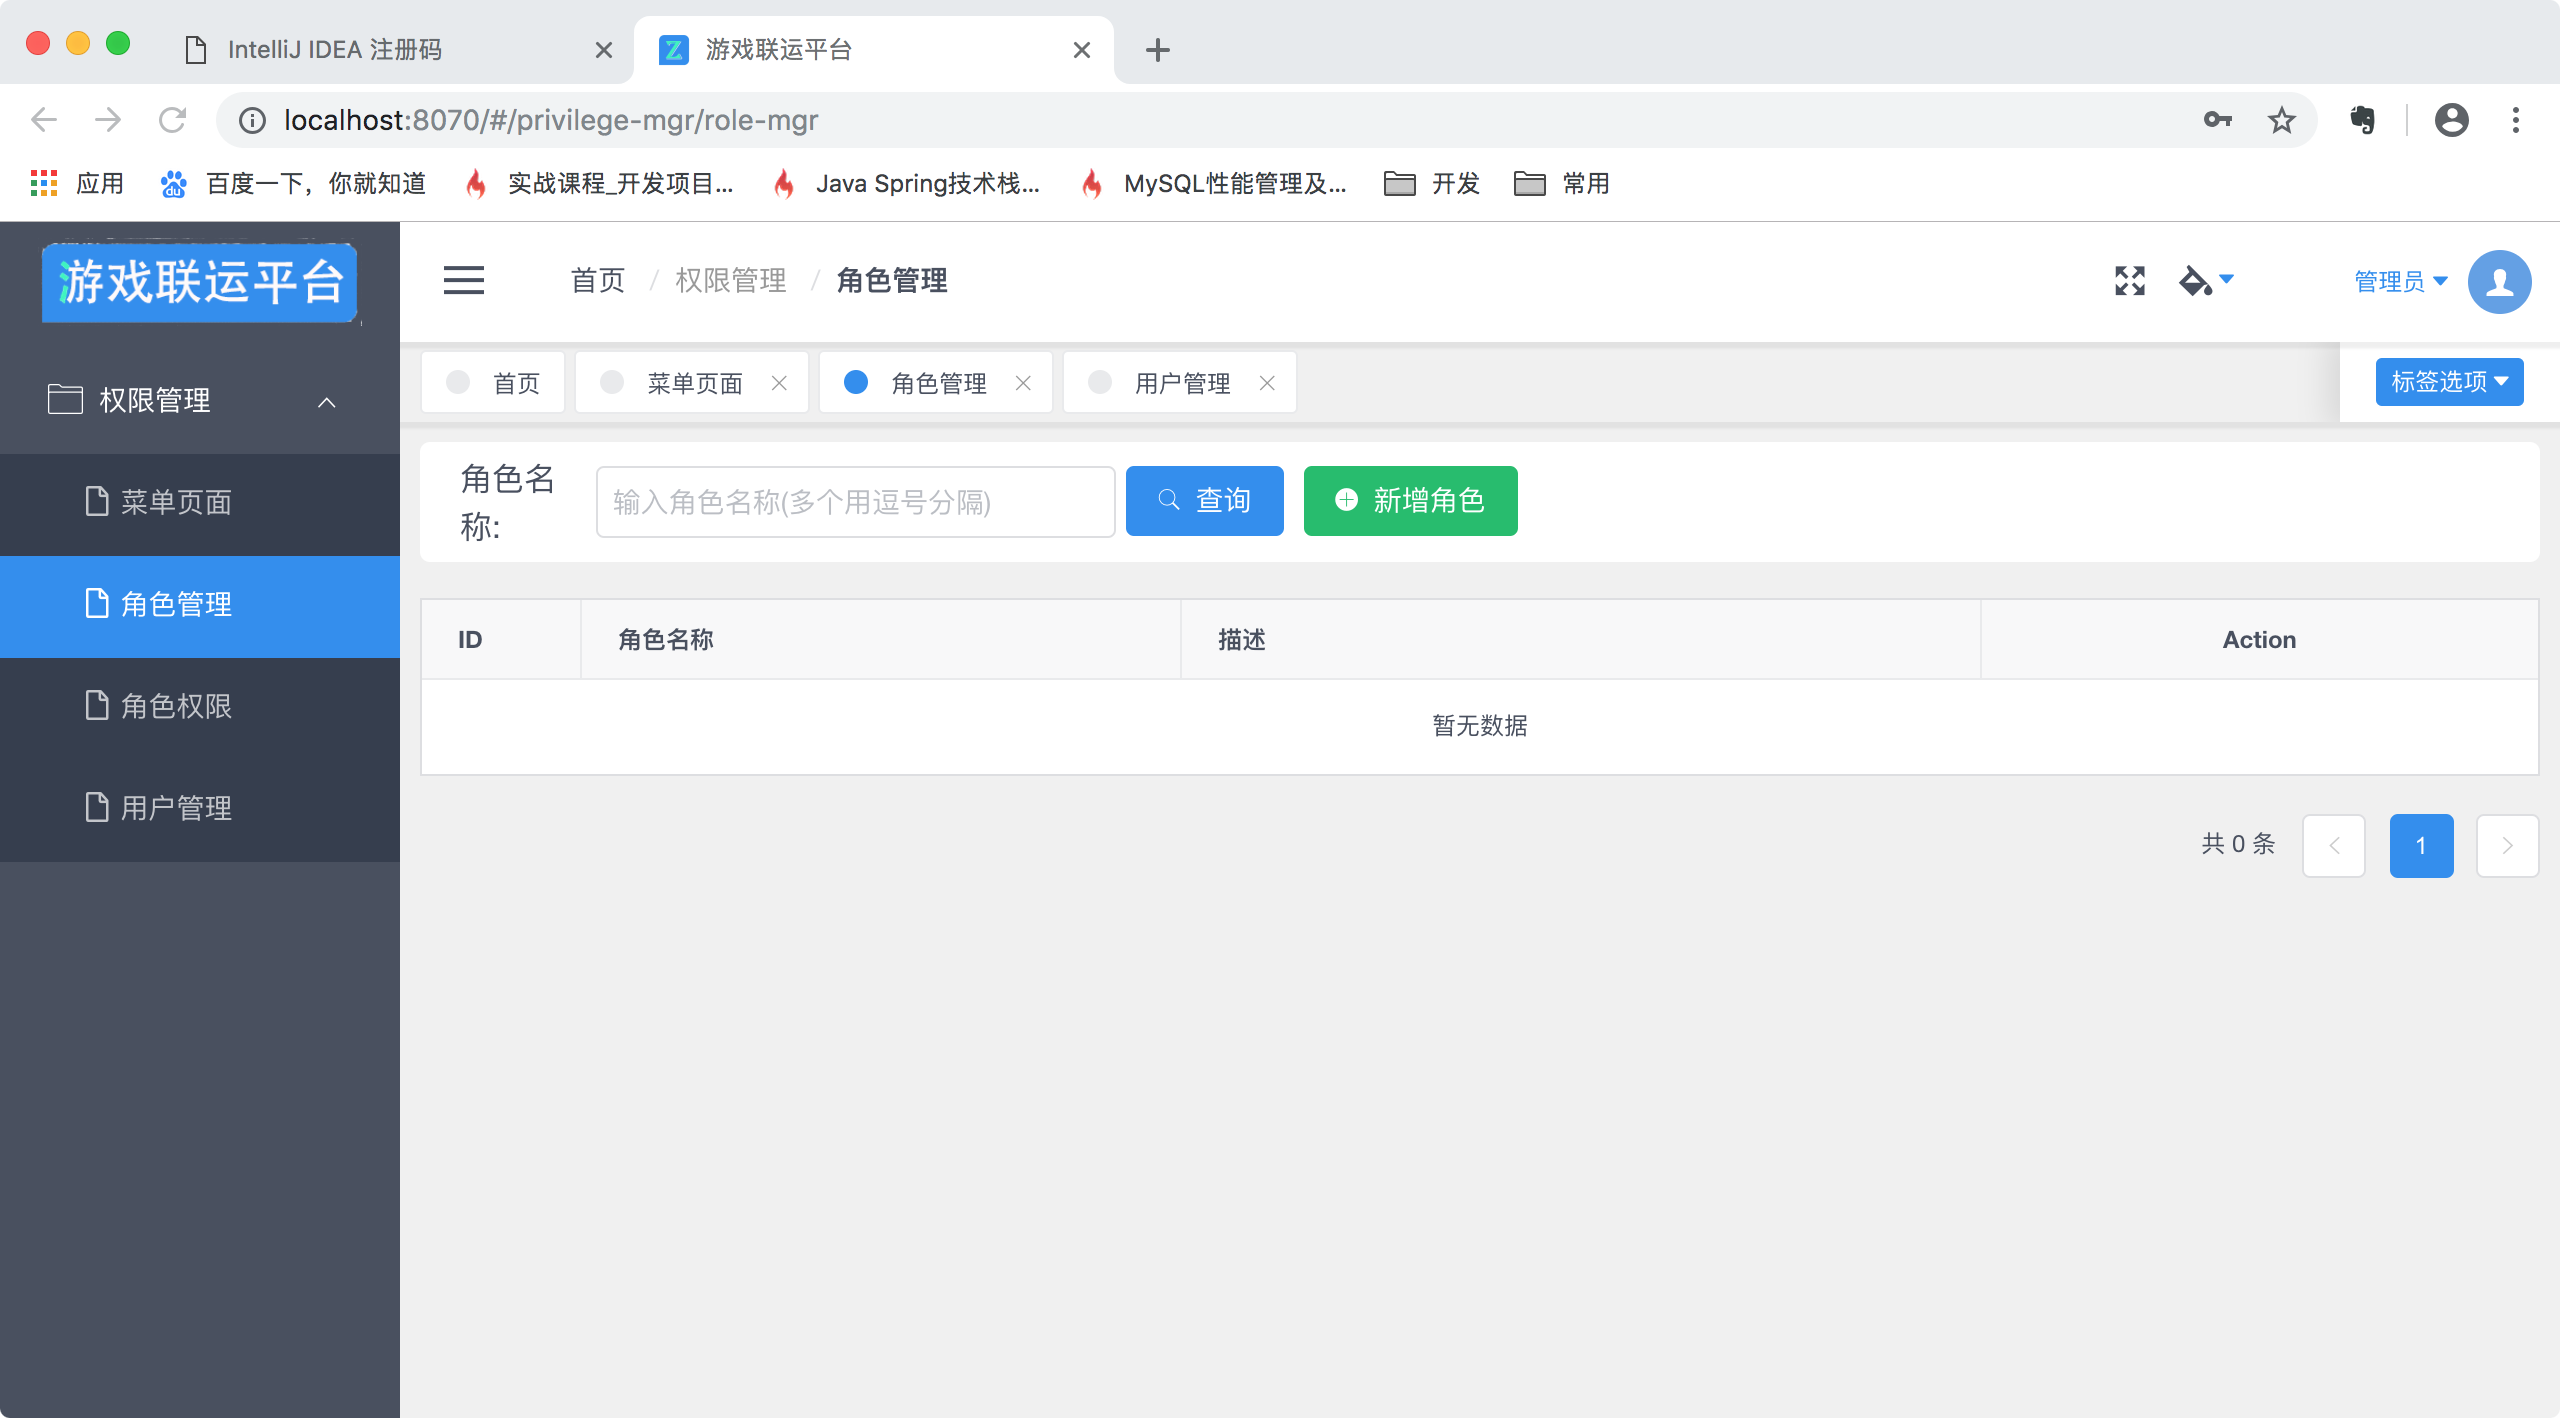 IntelliJ IDEA 注册码
游戏联运平台
localhost:8070/#/privilege-mgr/role-mgr
应用
百度一下，你就知道
实战课程_开发项目...
Java Spring技术栈...
MySQL性能管理及...
开发
常用
游戏联运平台
首页 / 权限管理 / 角色管理
管理员
权限管理
菜单页面
角色管理
角色权限
用户管理
首页
菜单页面
角色管理
用户管理
标签选项
角色名
称:
输入角色名称(多个用逗号分隔)
查询
新增角色
ID 角色名称 描述 Action
暂无数据
共 0 条
1